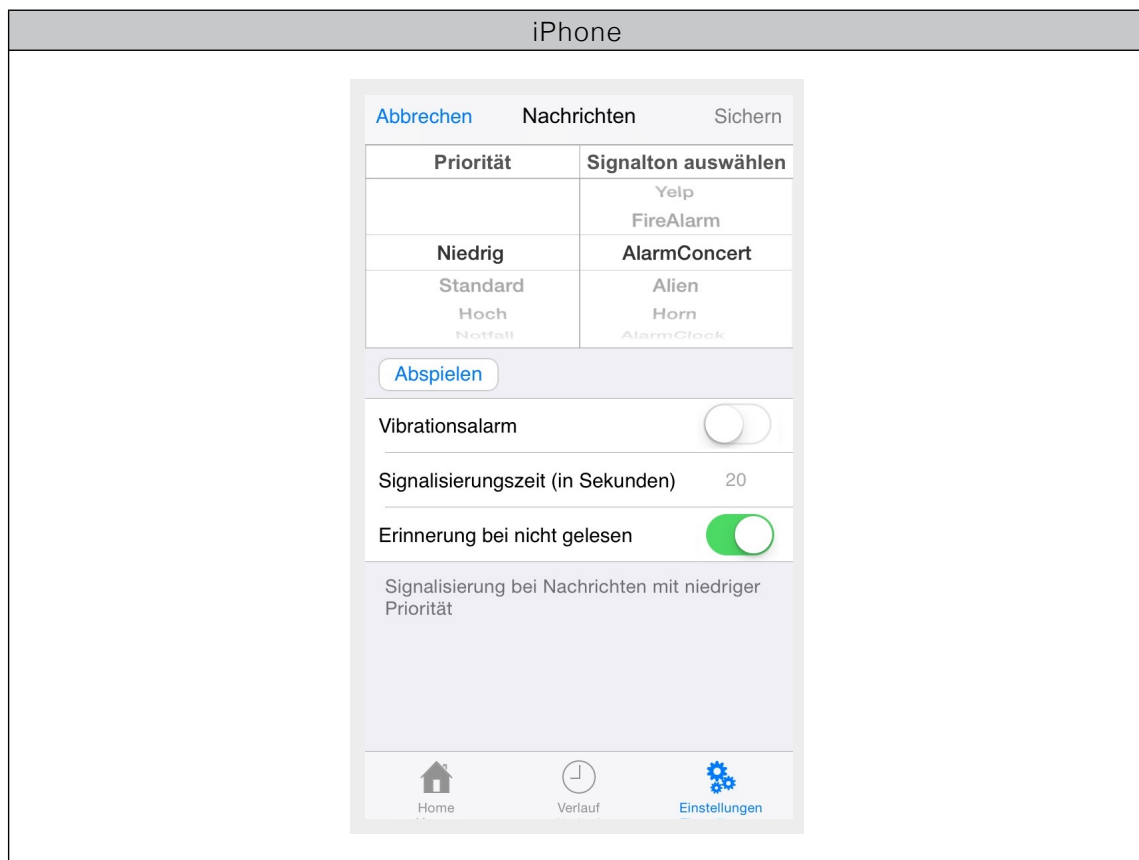 iPhone
Abbrechen Nachrichten Sichern
Priorität Signalton auswählen
Yelp
FireAlarm
Niedrig AlarmConcert
Standard Alien
Hoch Horn
Notfall AlarmClock
Abspielen
Vibrationsalarm
Signalisierungszeit (in Sekunden) 20
Erinnerung bei nicht gelesen
Signalisierung bei Nachrichten mit niedriger
Priorität
Home Verlauf Einstellungen